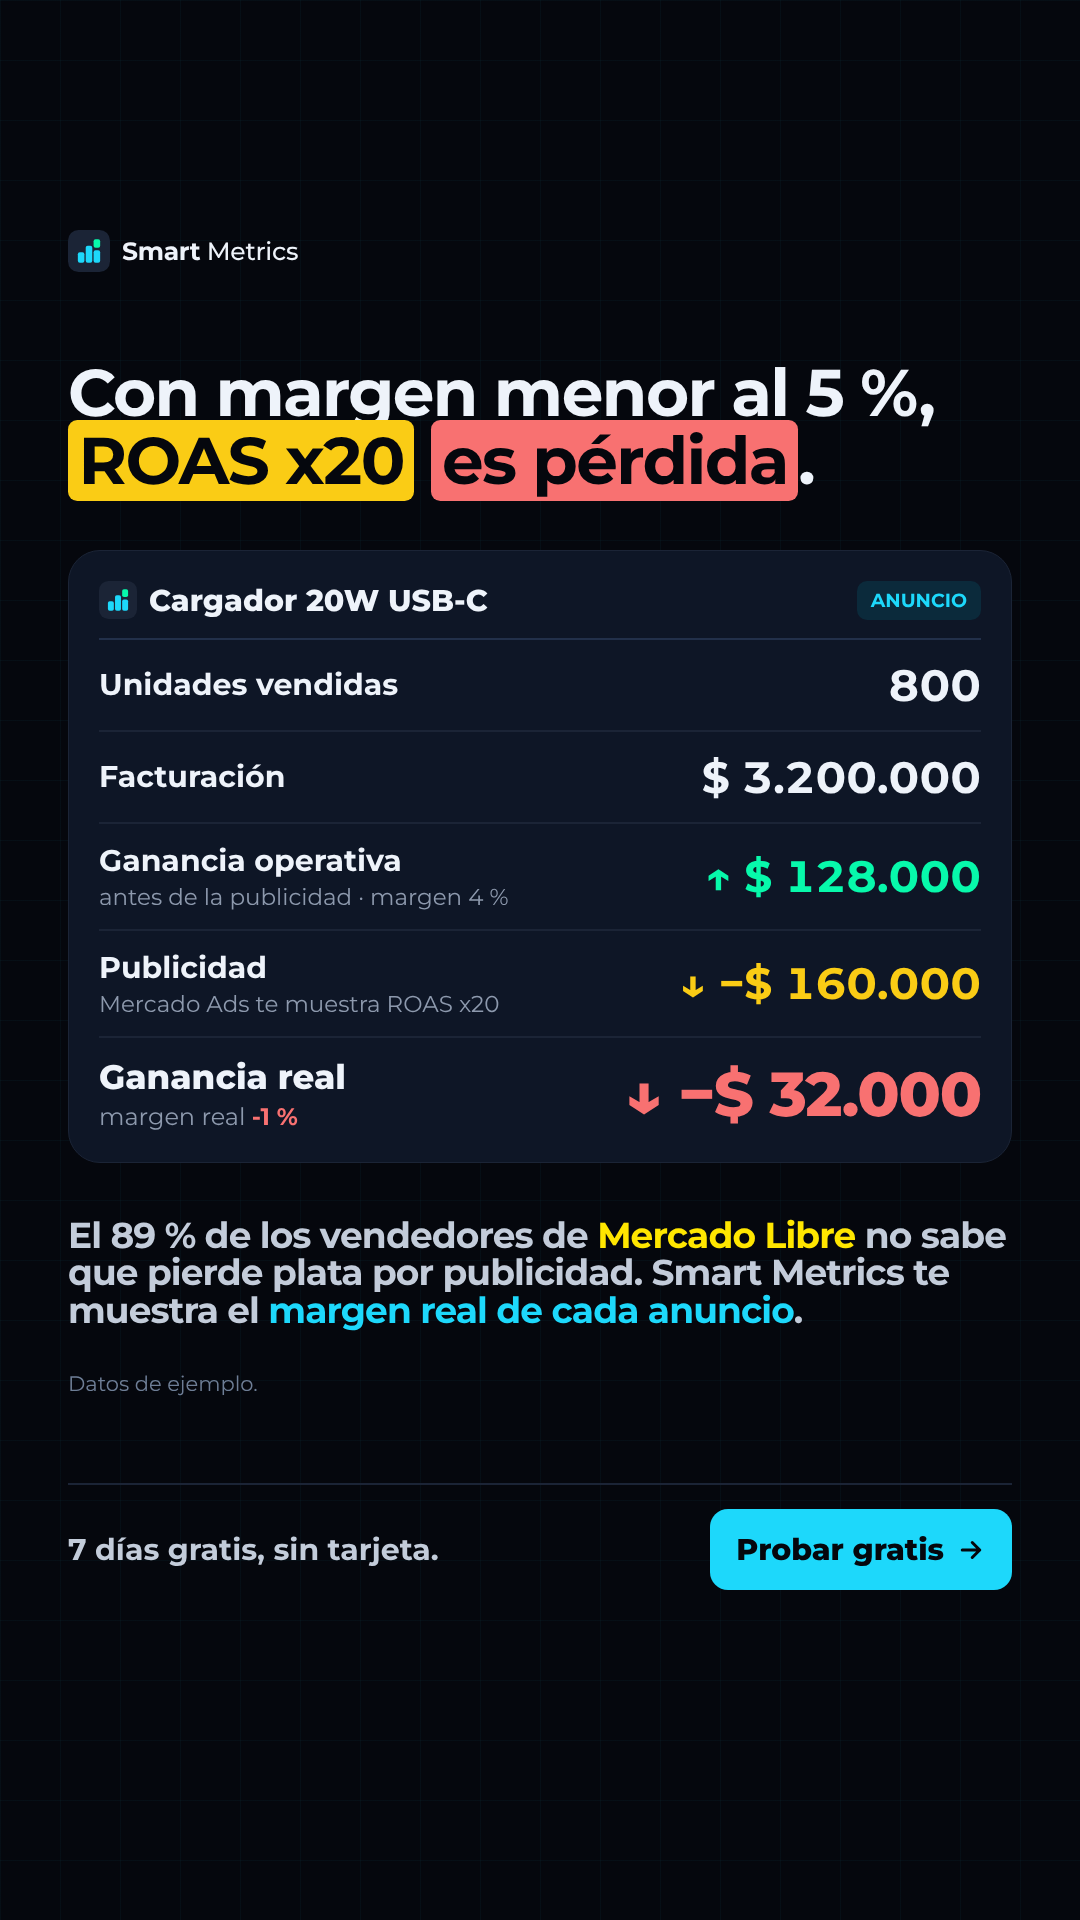 Smart Metrics
Con margen menor al 5 %,
ROAS x20 es pérdida.
Cargador 20W USB-C ANUNCIO
Unidades vendidas 800
Facturación $ 3.200.000
Ganancia operativa
antes de la publicidad · margen 4 %
↑ $ 128.000
Publicidad
Mercado Ads te muestra ROAS x20
↓ −$ 160.000
Ganancia real
margen real -1 %
↓ −$ 32.000
El 89 % de los vendedores de Mercado Libre no sabe
que pierde plata por publicidad. Smart Metrics te
muestra el margen real de cada anuncio.
Datos de ejemplo.
7 días gratis, sin tarjeta.
Probar gratis →